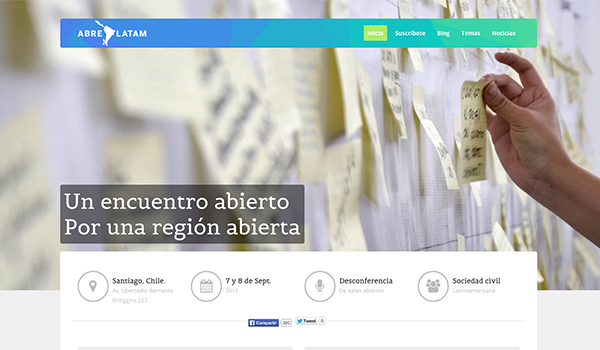 ABRE LATAM
Inicio Suscríbete Blog Temas Noticias
Un encuentro abierto
Por una región abierta
Santiago, Chile. 7 y 8 de Sept. Desconferencia Sociedad civil
Av. Libertador Bernardo 2015 De datos abiertos Latinoamericana
O'Higgins 227.
Compartir 320 Tweet 0